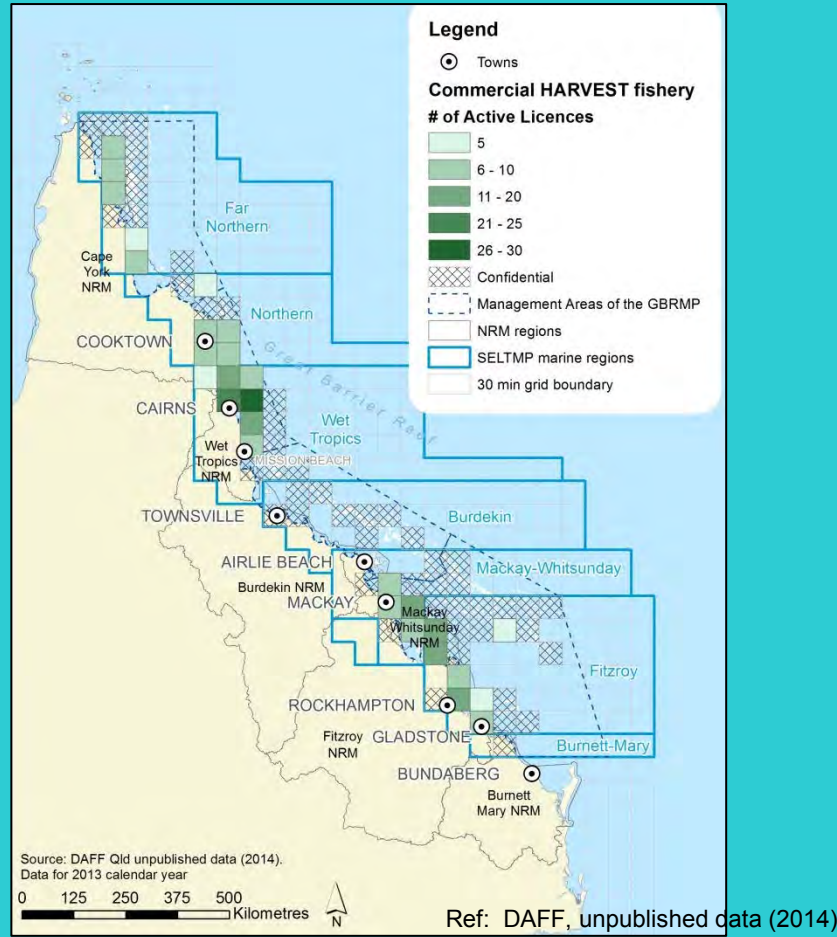 Legend
Towns
Commercial HARVEST fishery
# of Active Licences
5
6 - 10
11 - 20
21 - 25
26 - 30
Confidential
Management Areas of the GBRMP
NRM regions
SELTMP marine regions
30 min grid boundary
Far
Northern
Cape
York
NRM
Northern
COOKTOWN
Great Barrier Reef
CAIRNS
Wet
Tropics
Wet
Tropics
NRM
MISSION BEACH
TOWNSVILLE
Burdekin
AIRLIE BEACH
Mackay-Whitsunday
Burdekin NRM
MACKAY
Mackay
Whitsunday
NRM
Fitzroy
ROCKHAMPTON
GLADSTONE
Fitzroy
NRM
Burnett-Mary
BUNDABERG
Burnett
Mary NRM
Source: DAFF Qld unpublished data (2014).
Data for 2013 calendar year
0 125 250 375 500
Kilometres
N
Ref: DAFF, unpublished data (2014)